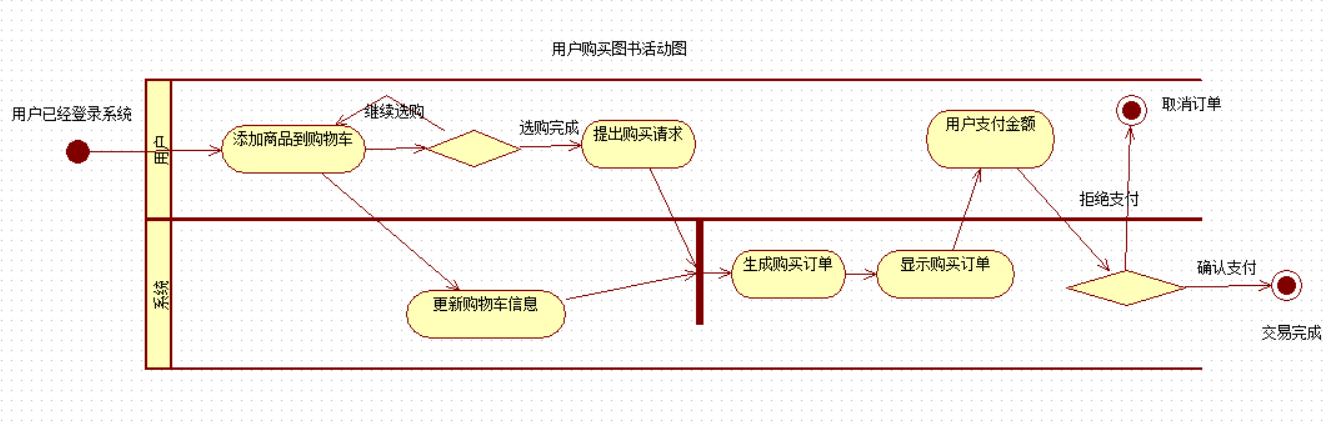 用户购买图书活动图
用户已经登录系统
用户
添加商品到购物车
继续选购
选购完成
提出购买请求
用户支付金额
取消订单
拒绝支付
系统
更新购物车信息
生成购买订单
显示购买订单
确认支付
交易完成